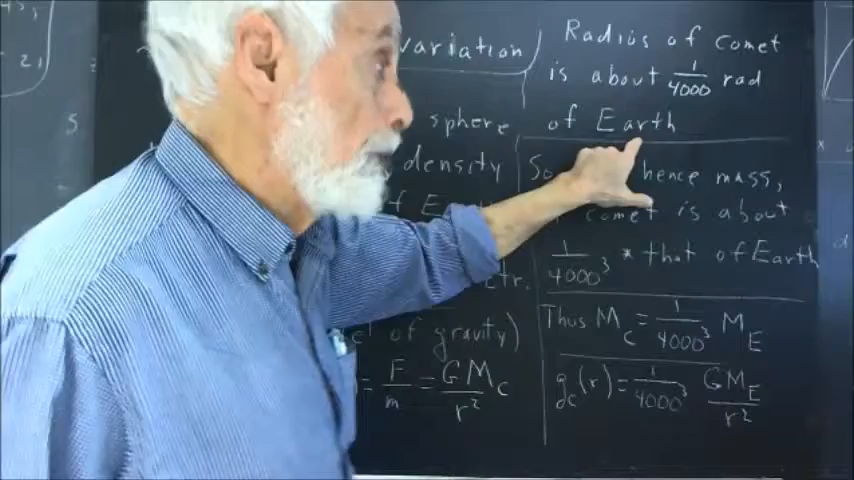 variation
sphere
density
of E
etr.
of gravity)
= F/m = GM_C/r²
Radius of Comet
is about 1/4000 rad
of Earth
So hence mass,
comet is about
1/4000³ * that of Earth
Thus M_C = 1/4000³ M_E
g_C(r) = 1/4000³ GM_E/r²